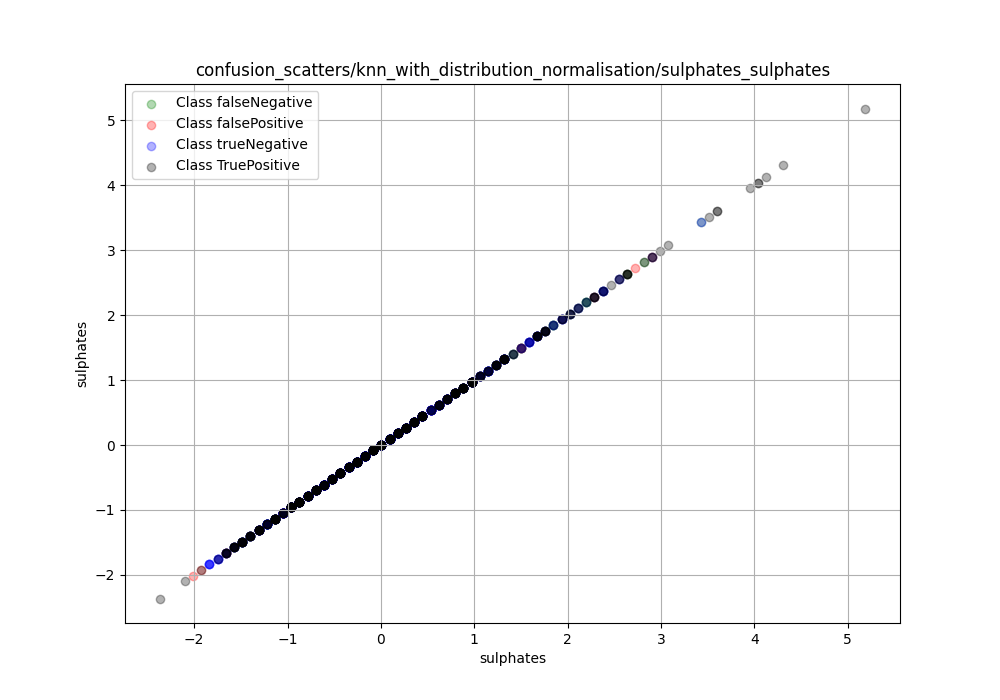 confusion_scatters/knn_with_distribution_normalisation/sulphates_sulphates
Class falseNegative
Class falsePositive
Class trueNegative
Class TruePositive
5
4
3
2
1
0
−1
−2
sulphates
−2 −1 0 1 2 3 4 5
sulphates